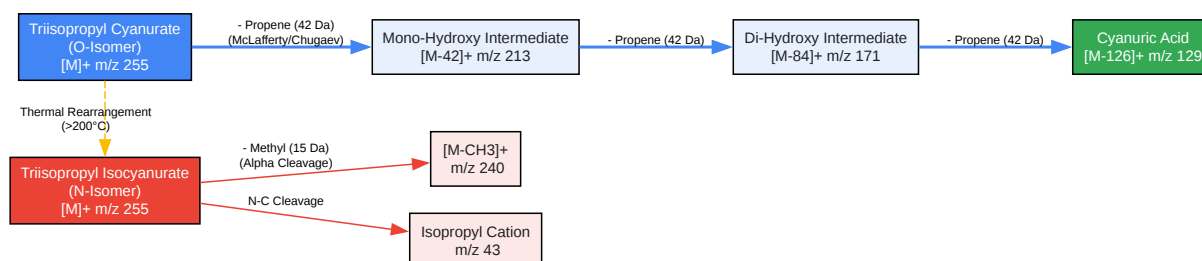 Triisopropyl Cyanurate
(O-Isomer)
[M]+ m/z 255
- Propene (42 Da)
(McLafferty/Chugaev)
Mono-Hydroxy Intermediate
[M-42]+ m/z 213
- Propene (42 Da)
Di-Hydroxy Intermediate
[M-84]+ m/z 171
- Propene (42 Da)
Cyanuric Acid
[M-126]+ m/z 129
Thermal Rearrangement
(>200°C)
Triisopropyl Isocyanurate
(N-Isomer)
[M]+ m/z 255
- Methyl (15 Da)
(Alpha Cleavage)
[M-CH3]+
m/z 240
N-C Cleavage
Isopropyl Cation
m/z 43